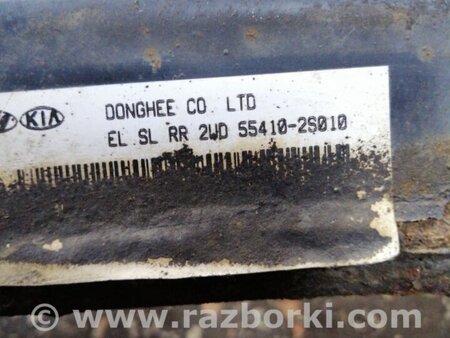 DONGHEE CO. LTD
KIA
EL SL RR 2WD 55410-2S010
© www.razborki.com